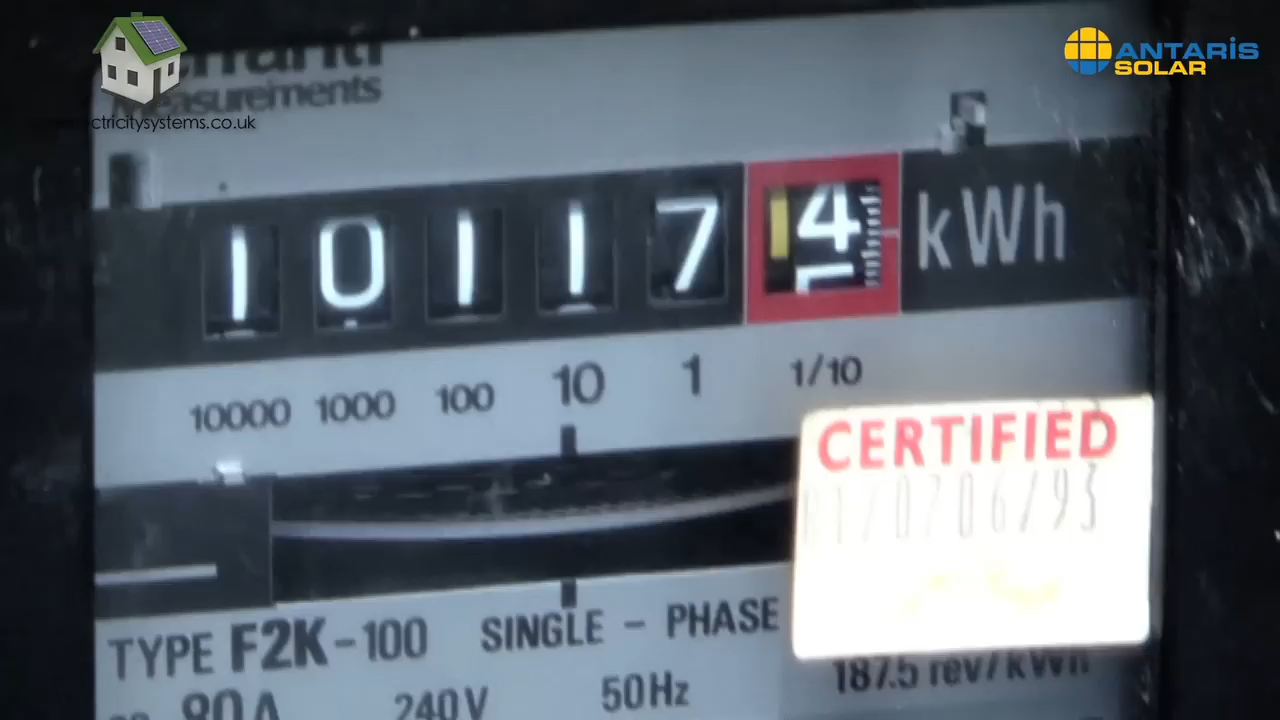 ANTARIS
SOLAR
Measurements
ctricitysystems.co.uk
1 0 1 1 7 4 kWh
10000 1000 100 10 1 1/10
CERTIFIED
TYPE F2K-100 SINGLE - PHASE
187.5 rev/kWh
80A 240V 50Hz